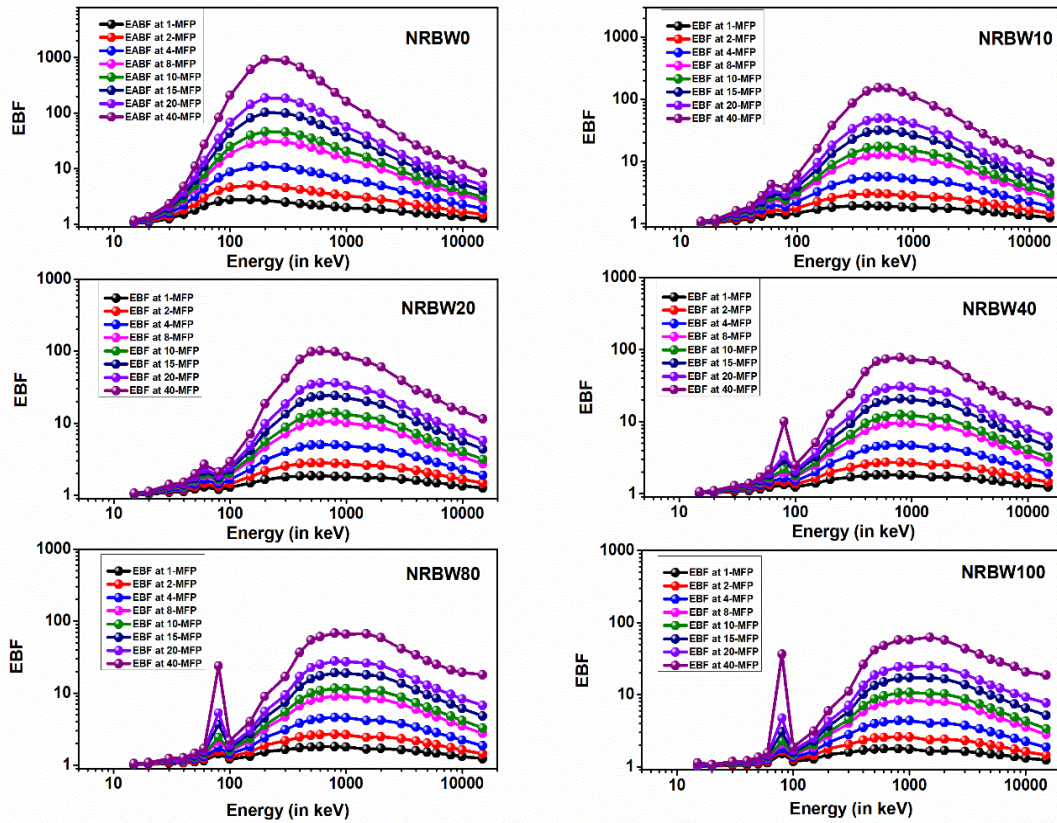 NRBW0
EABF at 1-MFP
EABF at 2-MFP
EABF at 4-MFP
EABF at 8-MFP
EABF at 10-MFP
EABF at 15-MFP
EABF at 20-MFP
EABF at 40-MFP
EBF
1000
100
10
1
10 100 1000 10000
Energy (in keV)
NRBW10
EBF at 1-MFP
EBF at 2-MFP
EBF at 4-MFP
EBF at 8-MFP
EBF at 10-MFP
EBF at 15-MFP
EBF at 20-MFP
EBF at 40-MFP
EBF
1000
100
10
1
10 100 1000 10000
Energy (in keV)
NRBW20
EBF at 1-MFP
EBF at 2-MFP
EBF at 4-MFP
EBF at 8-MFP
EBF at 10-MFP
EBF at 15-MFP
EBF at 20-MFP
EBF at 40-MFP
EBF
1000
100
10
1
10 100 1000 10000
Energy (in keV)
NRBW40
EBF at 1-MFP
EBF at 2-MFP
EBF at 4-MFP
EBF at 8-MFP
EBF at 10-MFP
EBF at 15-MFP
EBF at 20-MFP
EBF at 40-MFP
EBF
1000
100
10
1
10 100 1000 10000
Energy (in keV)
NRBW80
EBF at 1-MFP
EBF at 2-MFP
EBF at 4-MFP
EBF at 8-MFP
EBF at 10-MFP
EBF at 15-MFP
EBF at 20-MFP
EBF at 40-MFP
EBF
1000
100
10
1
10 100 1000 10000
Energy (in keV)
NRBW100
EBF at 1-MFP
EBF at 2-MFP
EBF at 4-MFP
EBF at 8-MFP
EBF at 10-MFP
EBF at 15-MFP
EBF at 20-MFP
EBF at 40-MFP
EBF
1000
100
10
1
10 100 1000 10000
Energy (in keV)